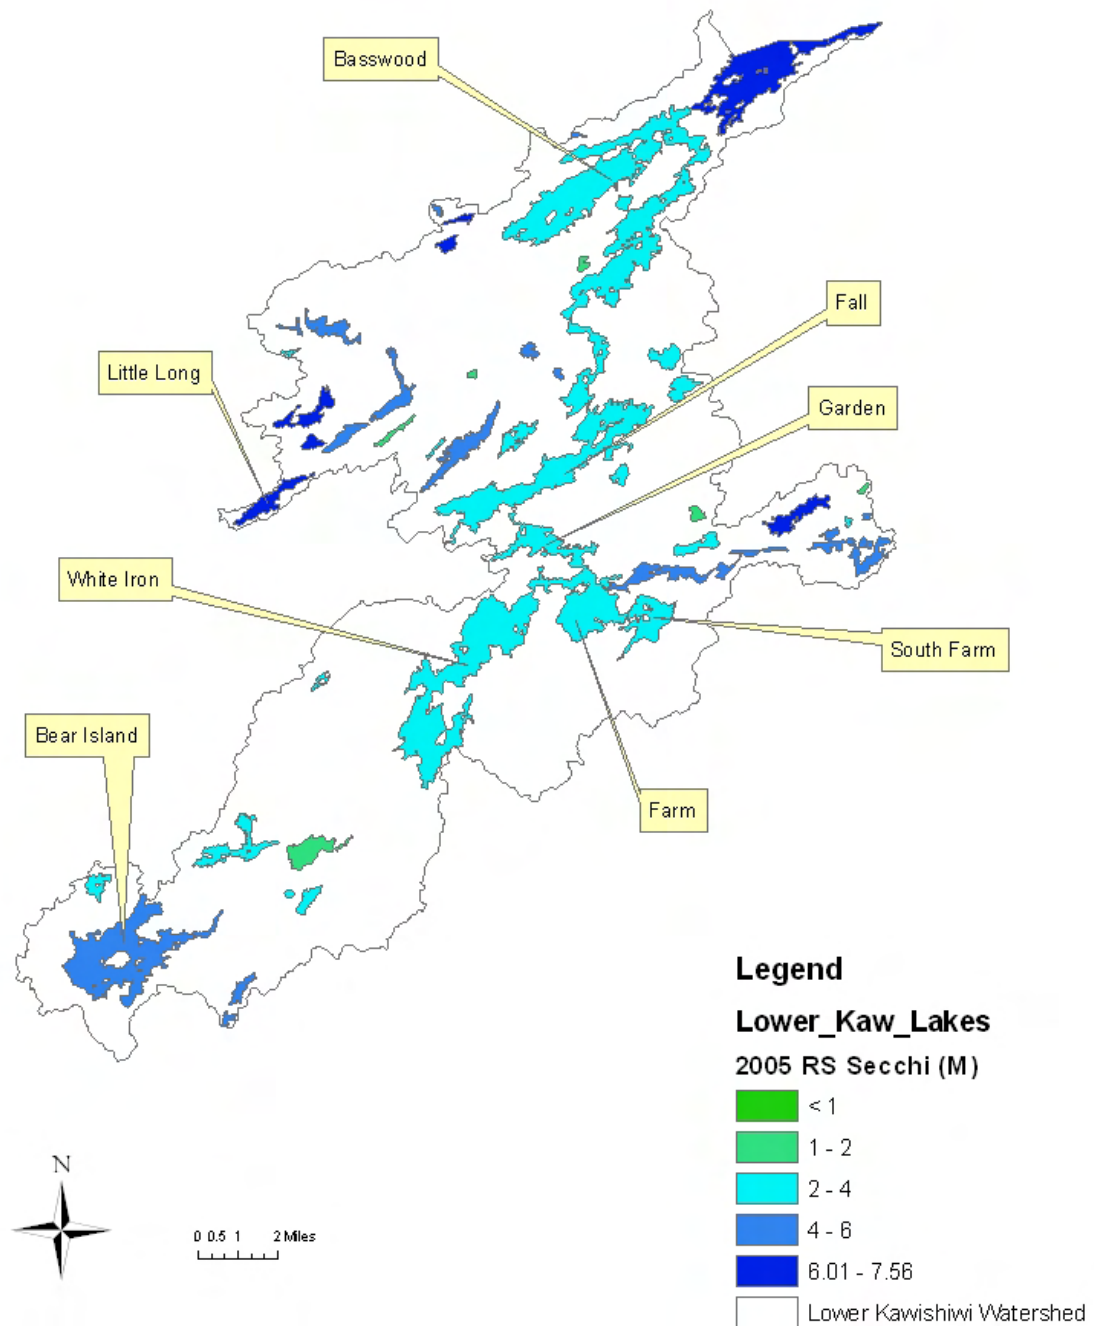 Basswood
Fall
Little Long
Garden
White Iron
South Farm
Bear Island
Farm
Legend
Lower_Kaw_Lakes
2005 RS Secchi (M)
< 1
1 - 2
2 - 4
4 - 6
6.01 - 7.56
Lower Kawishiwi Watershed
N
0 0.5 1 2 Miles